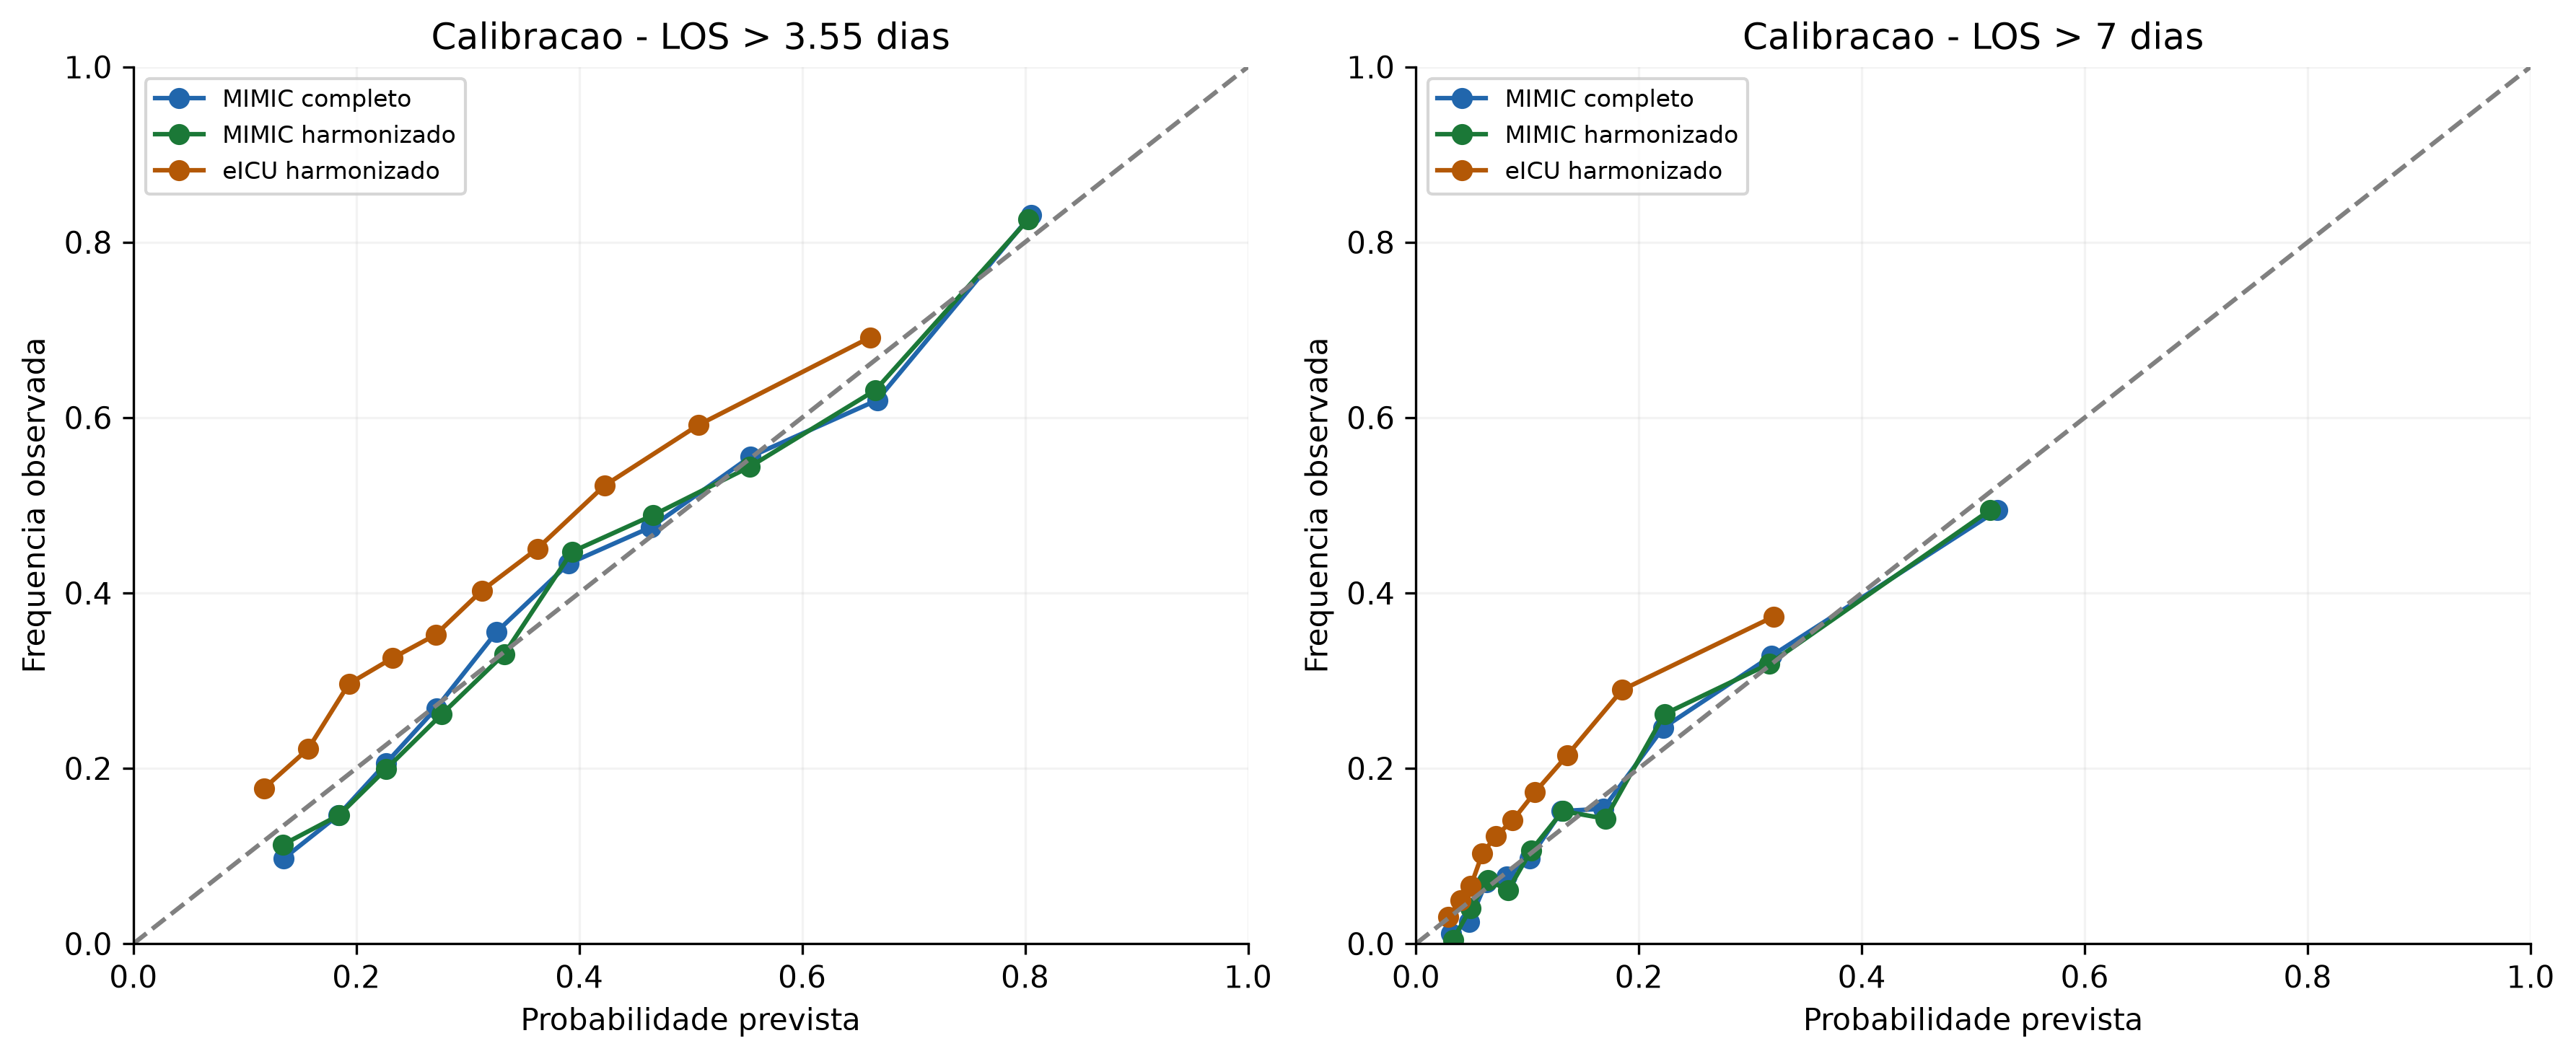 Calibracao - LOS > 3.55 dias
MIMIC completo
MIMIC harmonizado
eICU harmonizado
Frequencia observada
1.0
0.8
0.6
0.4
0.2
0.0
0.0 0.2 0.4 0.6 0.8 1.0
Probabilidade prevista
Calibracao - LOS > 7 dias
MIMIC completo
MIMIC harmonizado
eICU harmonizado
Frequencia observada
1.0
0.8
0.6
0.4
0.2
0.0
0.0 0.2 0.4 0.6 0.8 1.0
Probabilidade prevista